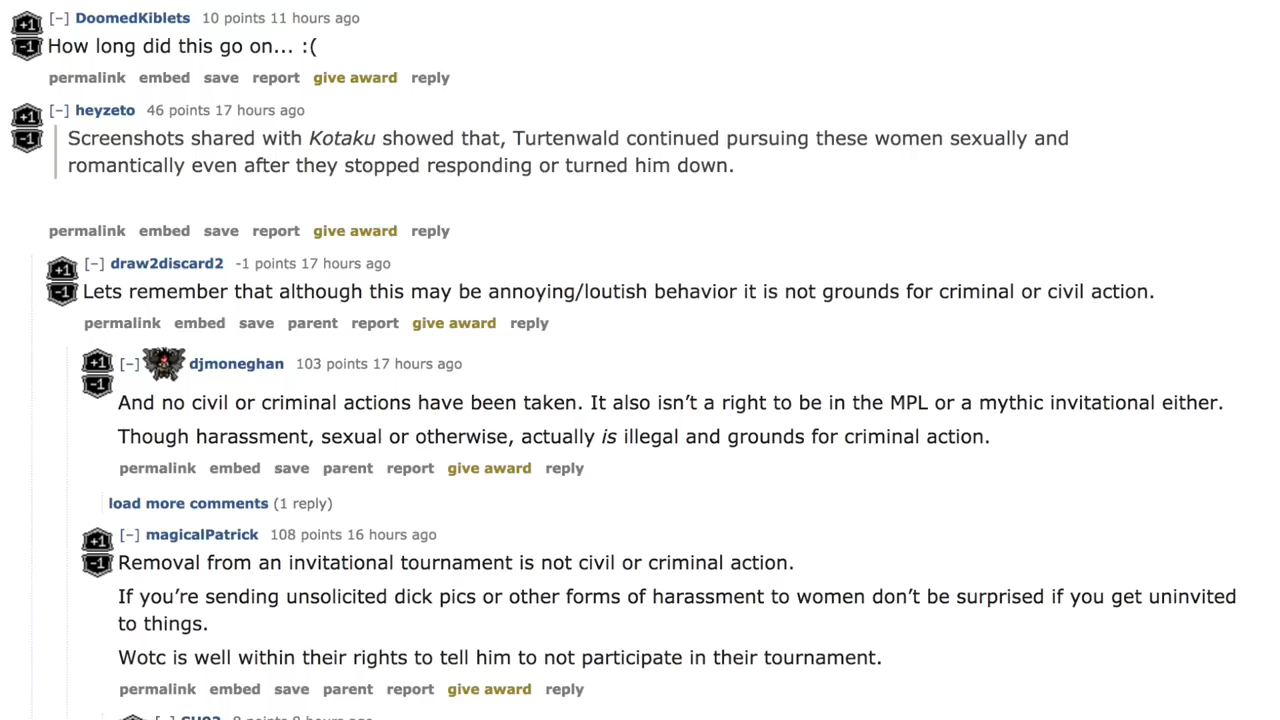 +1 [–] DoomedKiblets 10 points 11 hours ago
-1 How long did this go on... :(
permalink embed save report give award reply
+1 [–] heyzeto 46 points 17 hours ago
-1 Screenshots shared with Kotaku showed that, Turtenwald continued pursuing these women sexually and
romantically even after they stopped responding or turned him down.
permalink embed save report give award reply
+1 [–] draw2discard2 -1 points 17 hours ago
-1 Lets remember that although this may be annoying/loutish behavior it is not grounds for criminal or civil action.
permalink embed save parent report give award reply
+1 [–] djmoneghan 103 points 17 hours ago
-1
And no civil or criminal actions have been taken. It also isn’t a right to be in the MPL or a mythic invitational either.
Though harassment, sexual or otherwise, actually is illegal and grounds for criminal action.
permalink embed save parent report give award reply
load more comments (1 reply)
+1 [–] magicalPatrick 108 points 16 hours ago
-1 Removal from an invitational tournament is not civil or criminal action.
If you’re sending unsolicited dick pics or other forms of harassment to women don’t be surprised if you get uninvited
to things.
Wotc is well within their rights to tell him to not participate in their tournament.
permalink embed save parent report give award reply